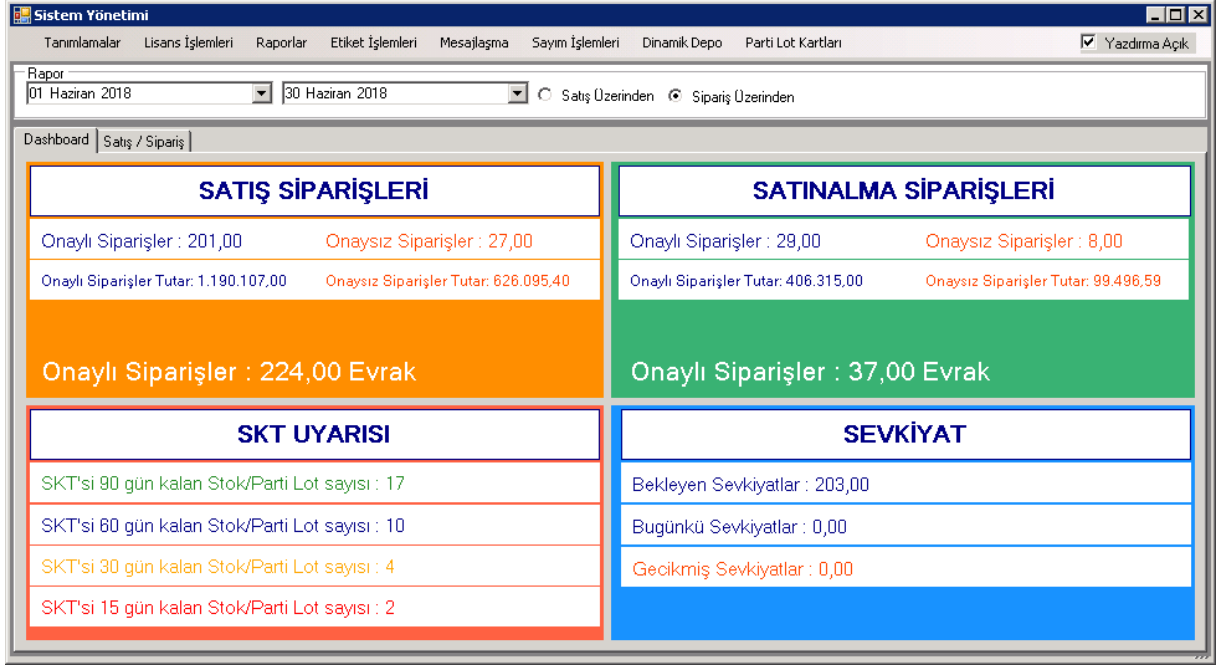 Sistem Yönetimi
Tanımlamalar Lisans İşlemleri Raporlar Etiket İşlemleri Mesajlaşma Sayım İşlemleri Dinamik Depo Parti Lot Kartları Yazdırma Açık
Rapor
01 Haziran 2018 30 Haziran 2018 Satış Üzerinden Sipariş Üzerinden
Dashboard Satış / Sipariş
SATIŞ SİPARİŞLERİ
Onaylı Siparişler : 201,00 Onaysız Siparişler : 27,00
Onaylı Siparişler Tutar: 1.190.107,00 Onaysız Siparişler Tutar: 626.095,40
Onaylı Siparişler : 224,00 Evrak
SATINALMA SİPARİŞLERİ
Onaylı Siparişler : 29,00 Onaysız Siparişler : 8,00
Onaylı Siparişler Tutar: 406.315,00 Onaysız Siparişler Tutar: 99.496,59
Onaylı Siparişler : 37,00 Evrak
SKT UYARISI
SKT'si 90 gün kalan Stok/Parti Lot sayısı : 17
SKT'si 60 gün kalan Stok/Parti Lot sayısı : 10
SKT'si 30 gün kalan Stok/Parti Lot sayısı : 4
SKT'si 15 gün kalan Stok/Parti Lot sayısı : 2
SEVKİYAT
Bekleyen Sevkiyatlar : 203,00
Bugünkü Sevkiyatlar : 0,00
Gecikmiş Sevkiyatlar : 0,00